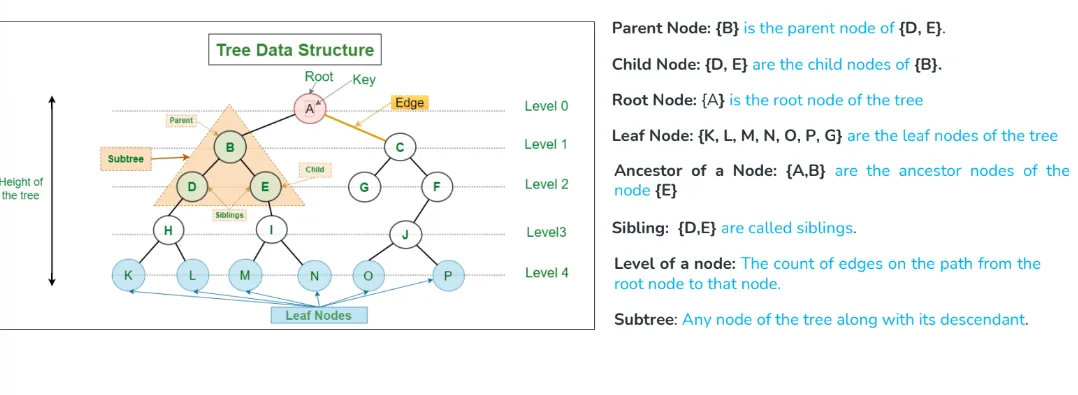 Tree Data Structure
Root
Key
A
Edge
Level 0
Parent
B
C
Level 1
Subtree
Child
Height of
the tree
D
E
G
F
Level 2
Siblings
H
I
J
Level3
K
L
M
N
O
P
Level 4
Leaf Nodes
Parent Node: {B} is the parent node of {D, E}.
Child Node: {D, E} are the child nodes of {B}.
Root Node: {A} is the root node of the tree
Leaf Node: {K, L, M, N, O, P, G} are the leaf nodes of the tree
Ancestor of a Node: {A,B} are the ancestor nodes of the
node {E}
Sibling: {D,E} are called siblings.
Level of a node: The count of edges on the path from the
root node to that node.
Subtree: Any node of the tree along with its descendant.